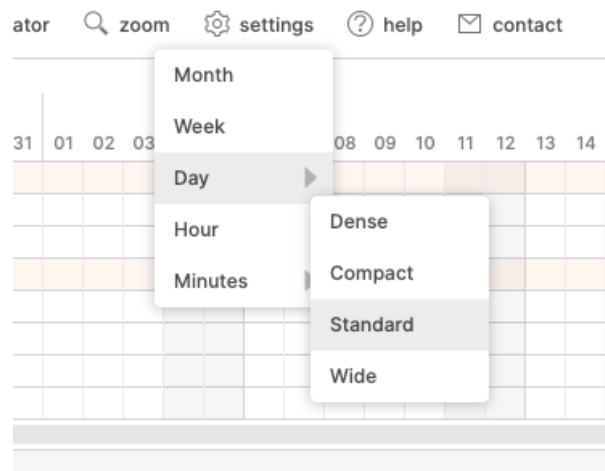 ator zoom settings help contact
Month
31 01 02 03 08 09 10 11 12 13 14
Week
Day
Dense
Hour
Compact
Minutes
Standard
Wide